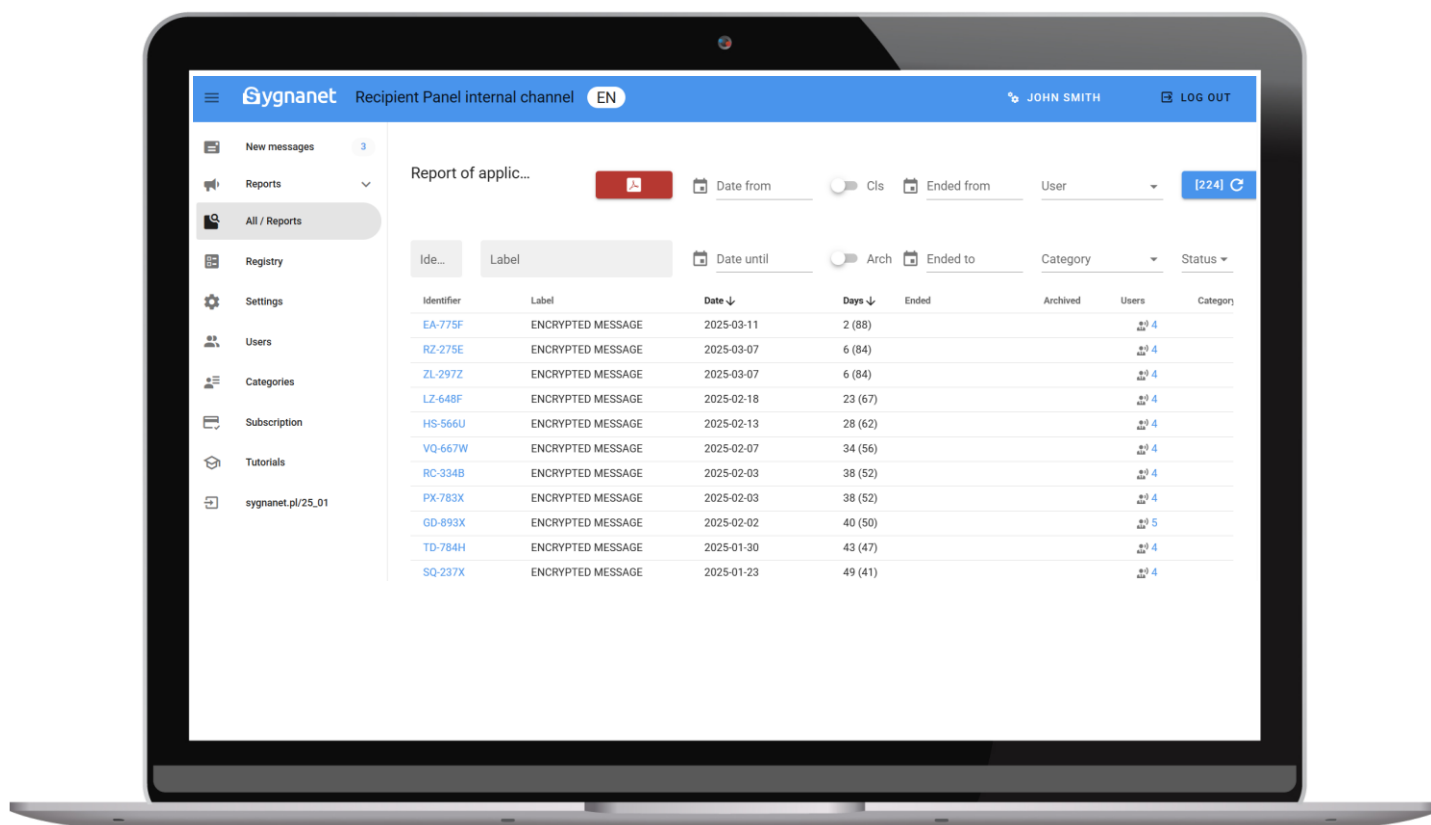 Sygnanet Recipient Panel internal channel EN JOHN SMITH LOG OUT
New messages 3
Reports
All / Reports
Registry
Settings
Users
Categories
Subscription
Tutorials
sygnanet.pl/25_01
Report of applic... Date from Cls Ended from User [224]
Ide... Label Date until Arch Ended to Category Status
Identifier Label Date Days Ended Archived Users Category
EA-775F ENCRYPTED MESSAGE 2025-03-11 2 (88) 4
RZ-275E ENCRYPTED MESSAGE 2025-03-07 6 (84) 4
ZL-297Z ENCRYPTED MESSAGE 2025-03-07 6 (84) 4
LZ-648F ENCRYPTED MESSAGE 2025-02-18 23 (67) 4
HS-566U ENCRYPTED MESSAGE 2025-02-13 28 (62) 4
VQ-667W ENCRYPTED MESSAGE 2025-02-07 34 (56) 4
RC-334B ENCRYPTED MESSAGE 2025-02-03 38 (52) 4
PX-783X ENCRYPTED MESSAGE 2025-02-03 38 (52) 4
GD-893X ENCRYPTED MESSAGE 2025-02-02 40 (50) 5
TD-784H ENCRYPTED MESSAGE 2025-01-30 43 (47) 4
SQ-237X ENCRYPTED MESSAGE 2025-01-23 49 (41) 4